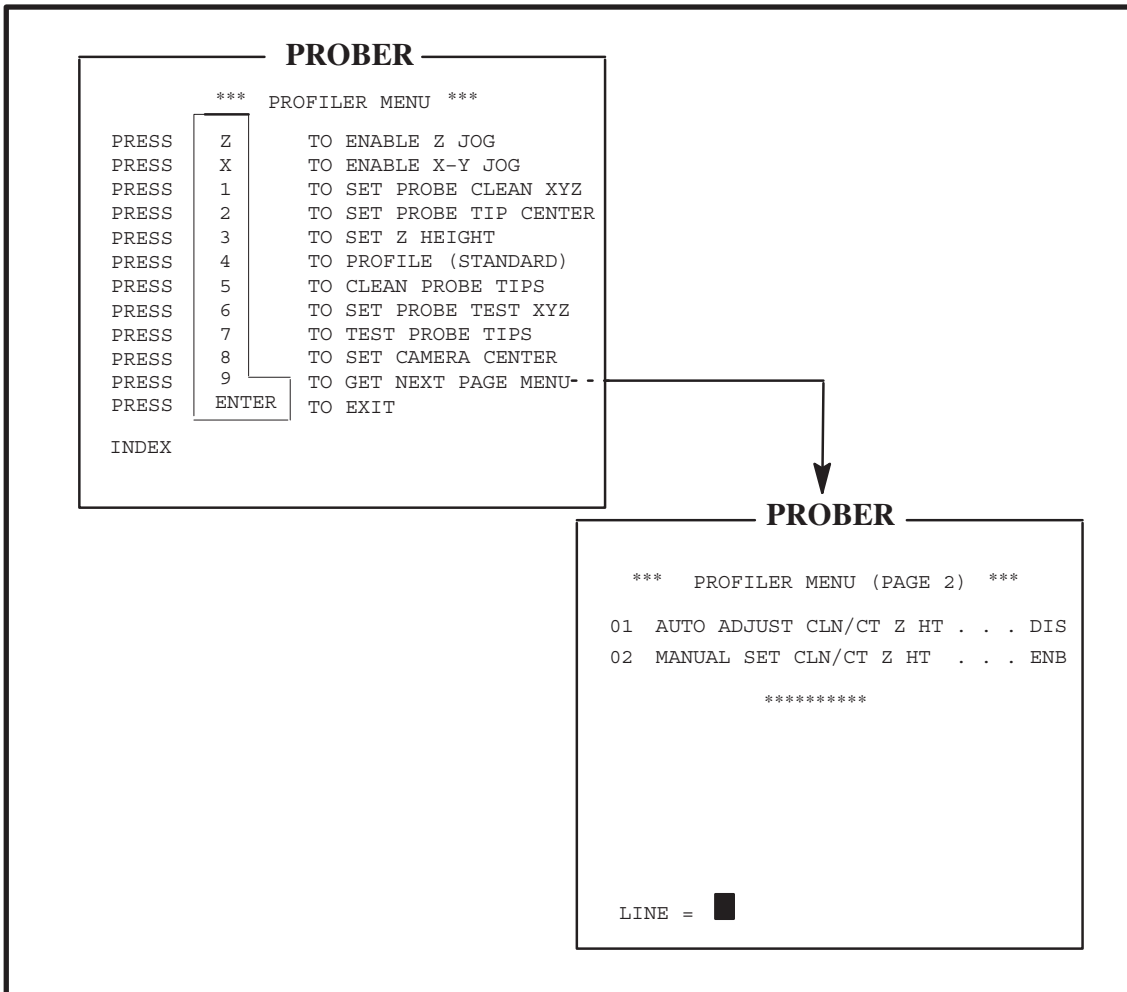 PROBER
*** PROFILER MENU ***
PRESS Z TO ENABLE Z JOG
PRESS X TO ENABLE X–Y JOG
PRESS 1 TO SET PROBE CLEAN XYZ
PRESS 2 TO SET PROBE TIP CENTER
PRESS 3 TO SET Z HEIGHT
PRESS 4 TO PROFILE (STANDARD)
PRESS 5 TO CLEAN PROBE TIPS
PRESS 6 TO SET PROBE TEST XYZ
PRESS 7 TO TEST PROBE TIPS
PRESS 8 TO SET CAMERA CENTER
PRESS 9 TO GET NEXT PAGE MENU
PRESS ENTER TO EXIT
INDEX
PROBER
*** PROFILER MENU (PAGE 2) ***
01 AUTO ADJUST CLN/CT Z HT . . . DIS
02 MANUAL SET CLN/CT Z HT . . . ENB
**********
LINE =